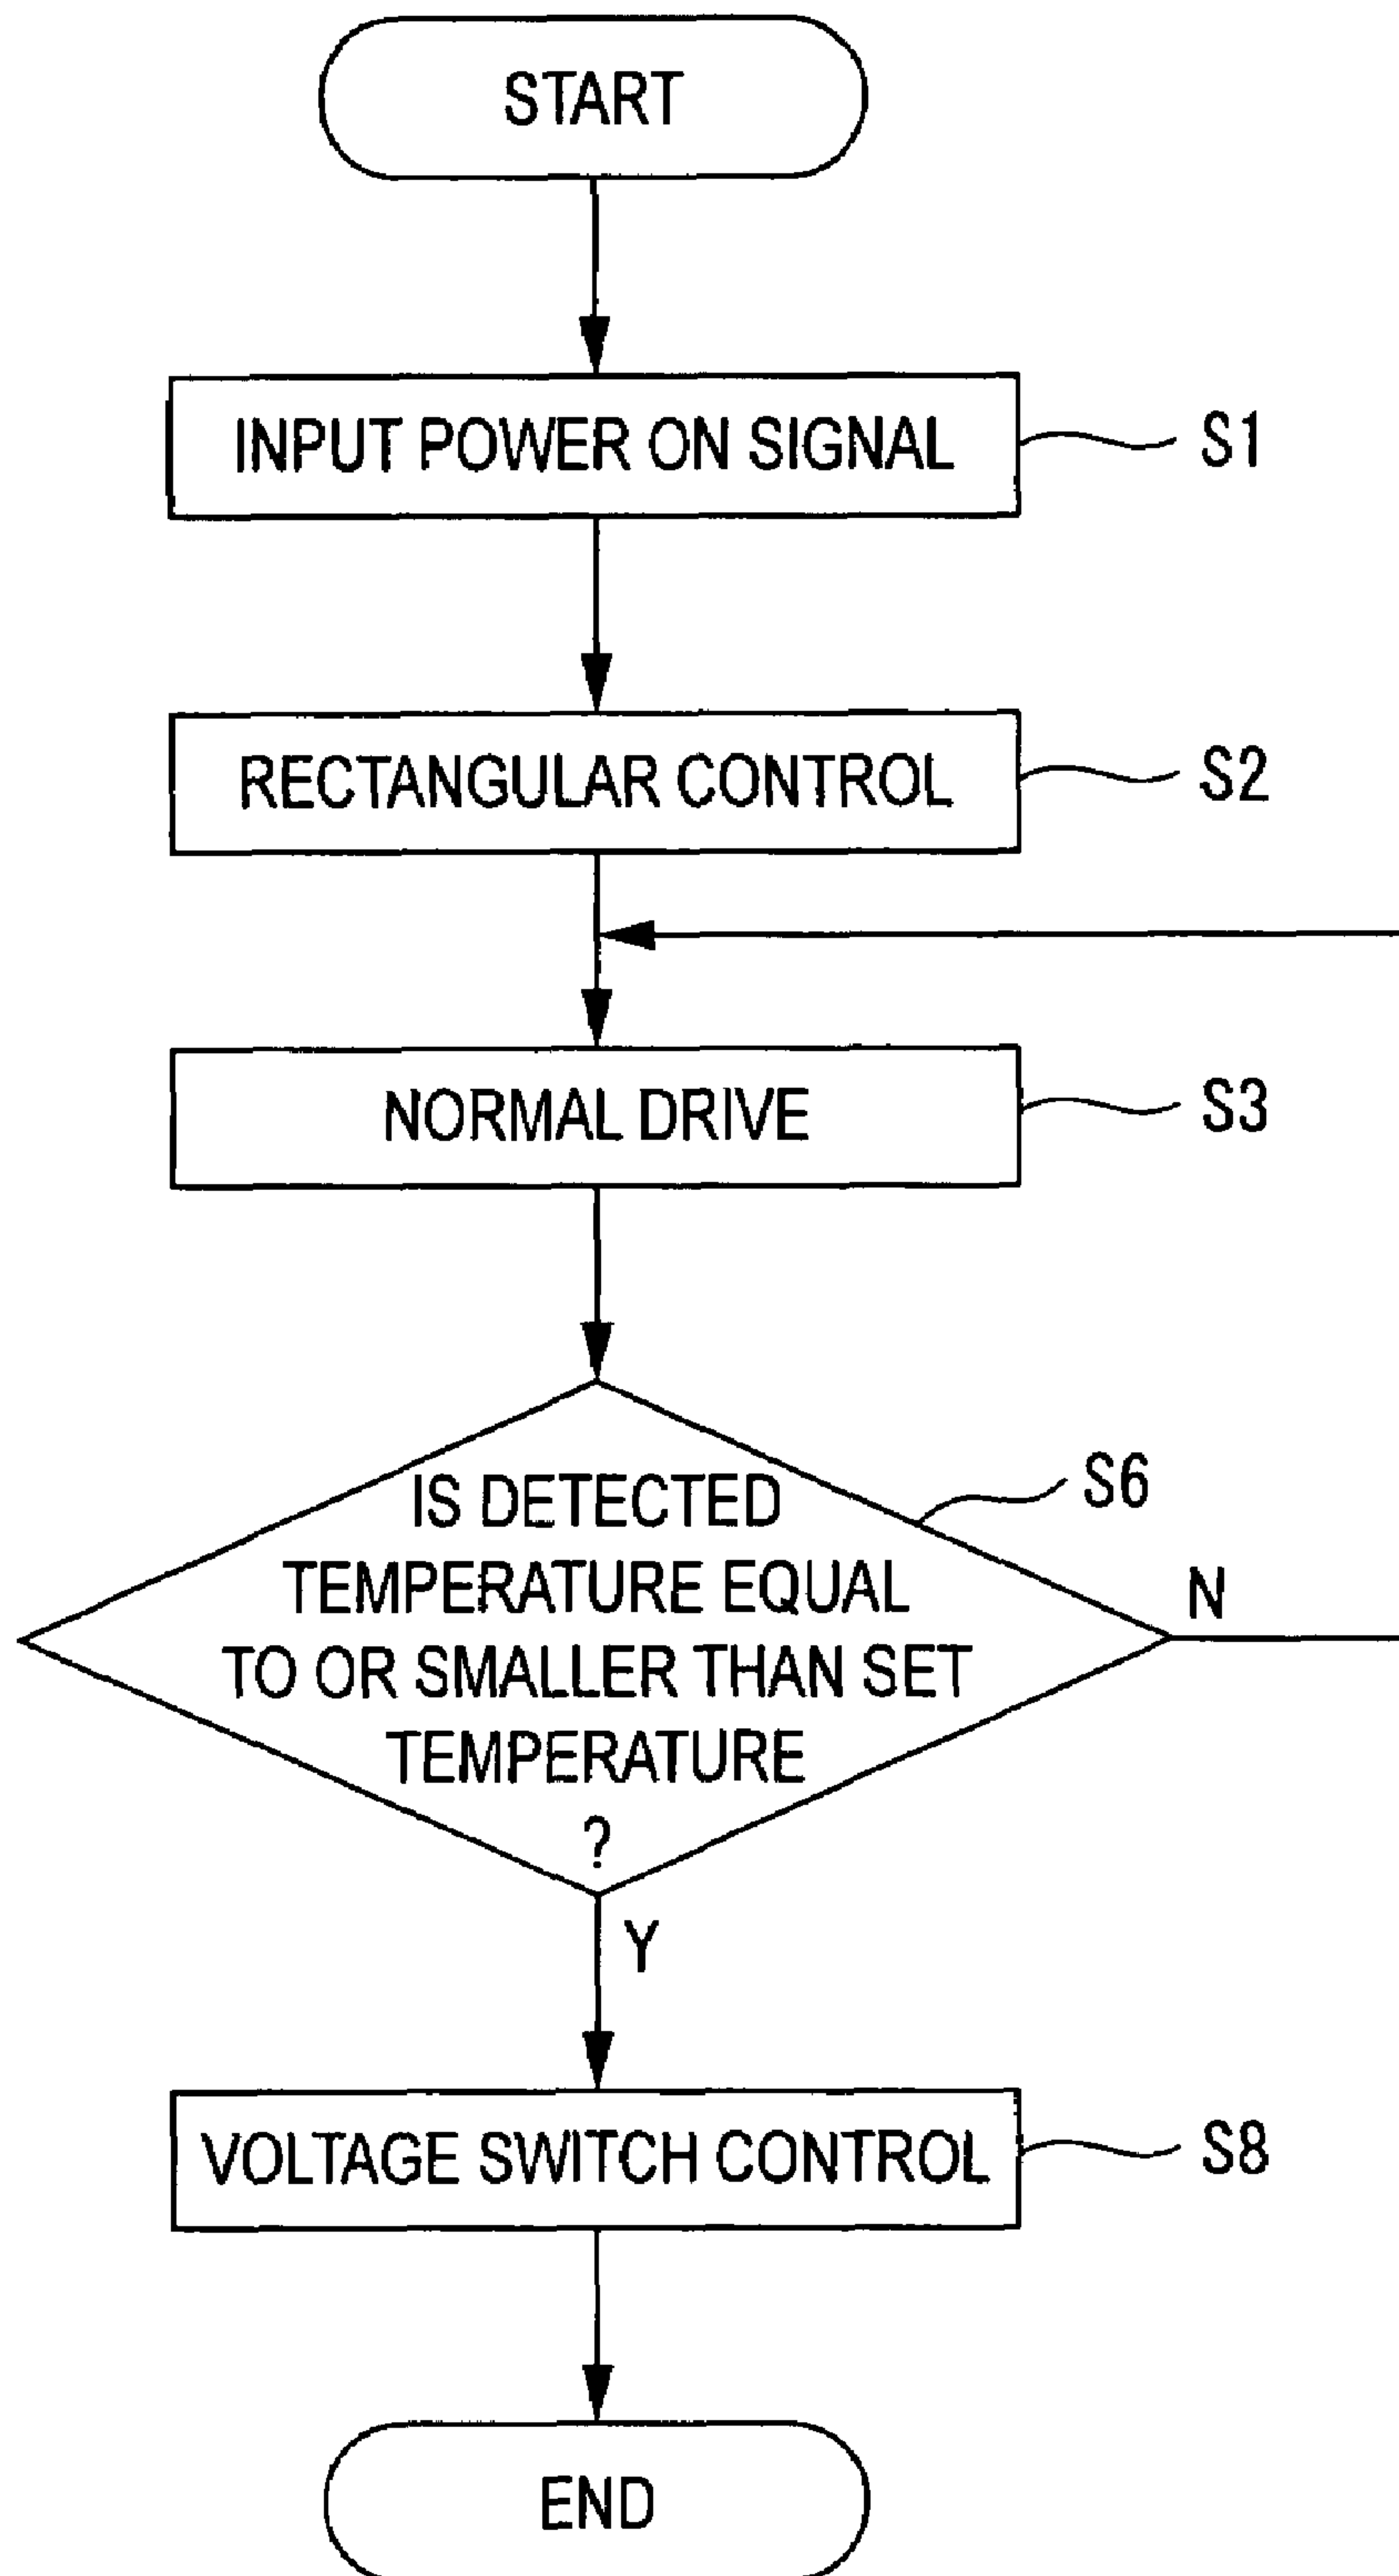 START
INPUT POWER ON SIGNAL
S1
RECTANGULAR CONTROL
S2
NORMAL DRIVE
S3
IS DETECTED
TEMPERATURE EQUAL
TO OR SMALLER THAN SET
TEMPERATURE
?
S6
N
Y
VOLTAGE SWITCH CONTROL
S8
END